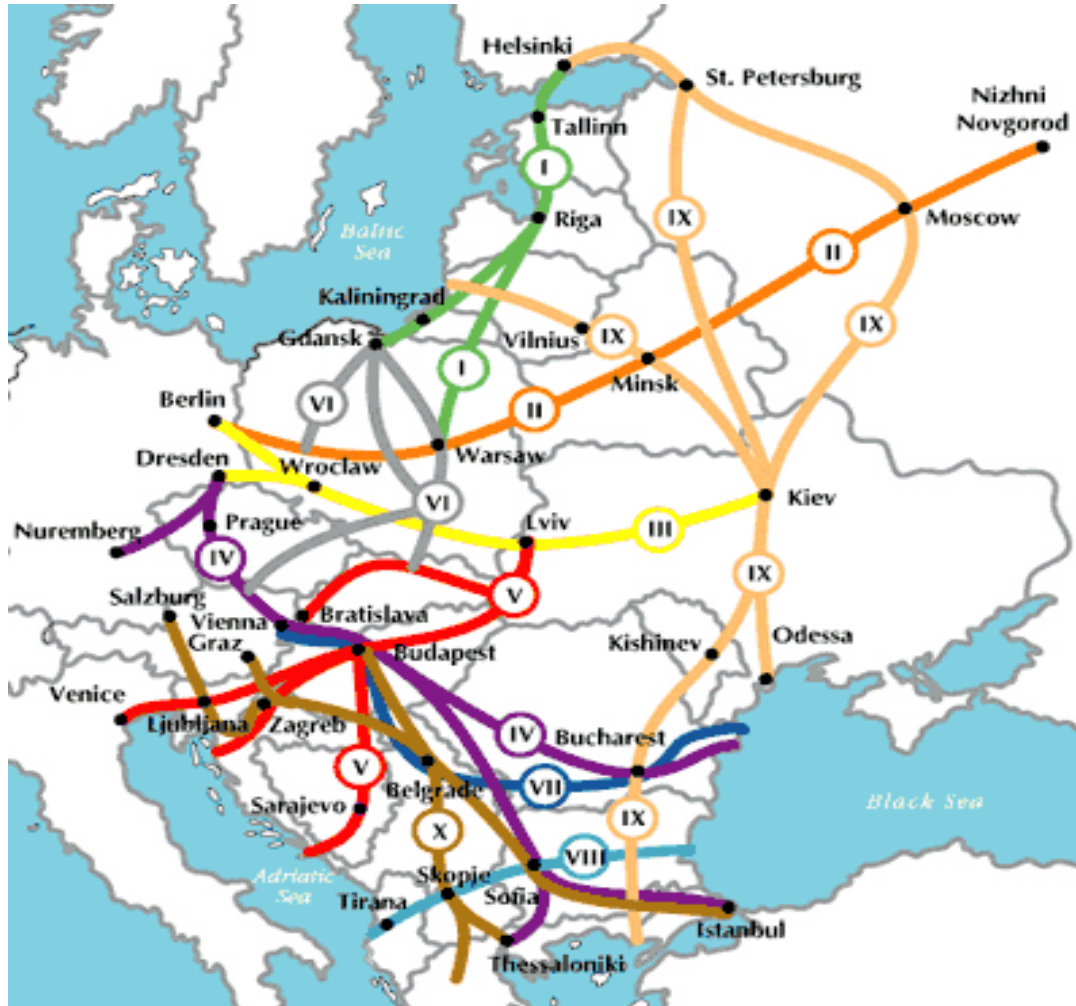 Helsinki
St. Petersburg
Nizhni
Novgorod
Tallinn
I
Riga
IX
Moscow
Baltic
Sea
II
Kaliningrad
Gdansk
Vilnius
IX
IX
Minsk
I
Berlin
VI
II
Warsaw
Dresden
Wroclaw
VI
Kiev
Nuremberg
Prague
Lviv
III
IV
IX
Salzburg
V
Vienna
Bratislava
Graz
Budapest
Kishinev
Odessa
Venice
Ljubljana
Zagreb
IV
Bucharest
V
Belgrade
VII
Sarajevo
Black Sea
X
IX
VIII
Adriatic
Sea
Skopje
Tirana
Sofia
Istanbul
Thessaloniki